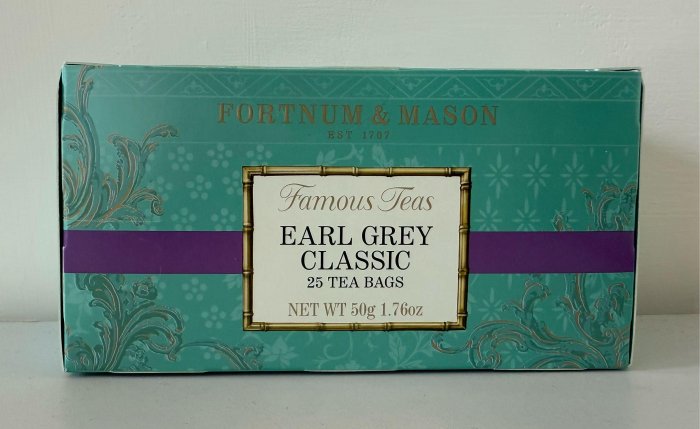 FORTNUM & MASON
EST 1707
Famous Teas
EARL GREY
CLASSIC
25 TEA BAGS
NET WT 50g 1.76oz